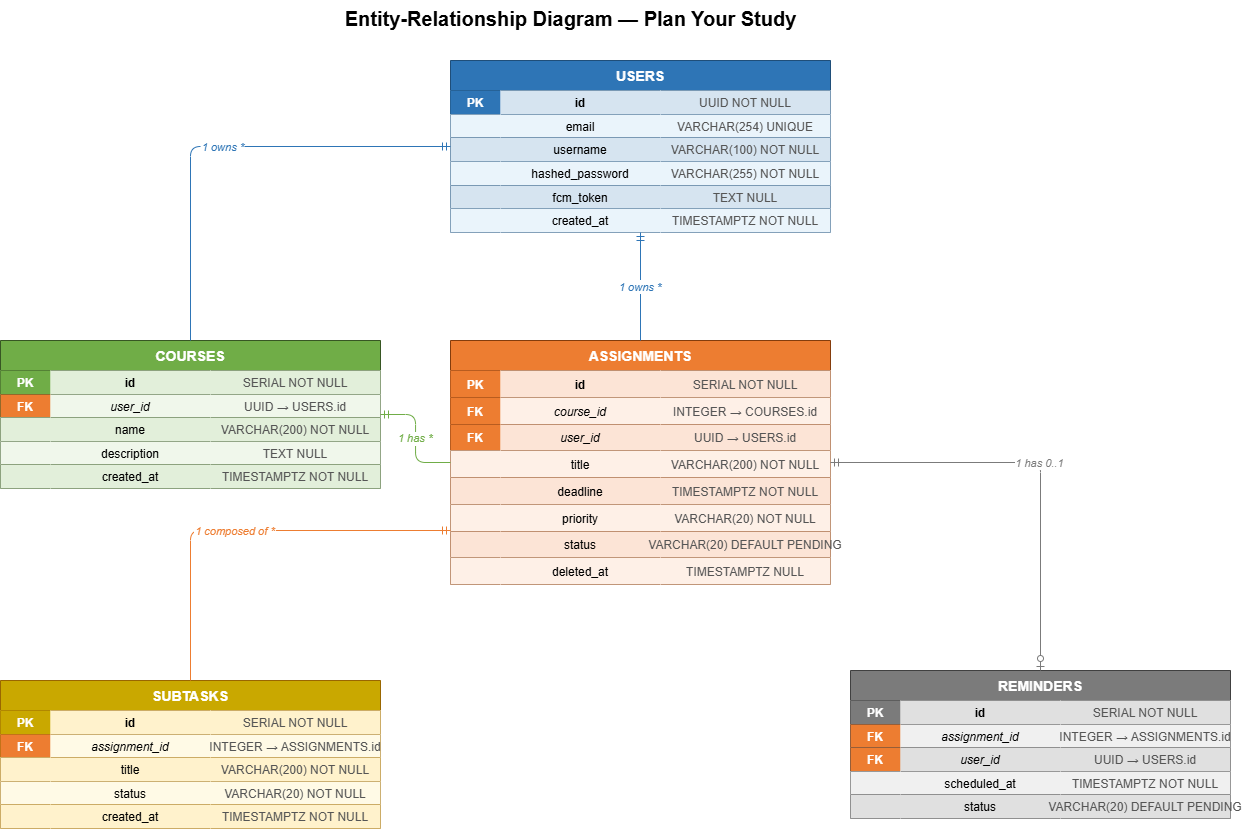 Entity-Relationship Diagram — Plan Your Study
USERS
PK id UUID NOT NULL
email VARCHAR(254) UNIQUE
username VARCHAR(100) NOT NULL
hashed_password VARCHAR(255) NOT NULL
fcm_token TEXT NULL
created_at TIMESTAMPTZ NOT NULL
1 owns *
1 owns *
COURSES
PK id SERIAL NOT NULL
FK user_id UUID → USERS.id
name VARCHAR(200) NOT NULL
description TEXT NULL
created_at TIMESTAMPTZ NOT NULL
1 has *
ASSIGNMENTS
PK id SERIAL NOT NULL
FK course_id INTEGER → COURSES.id
FK user_id UUID → USERS.id
title VARCHAR(200) NOT NULL
deadline TIMESTAMPTZ NOT NULL
priority VARCHAR(20) NOT NULL
status VARCHAR(20) DEFAULT PENDING
deleted_at TIMESTAMPTZ NULL
1 has 0..1
1 composed of *
SUBTASKS
PK id SERIAL NOT NULL
FK assignment_id INTEGER → ASSIGNMENTS.id
title VARCHAR(200) NOT NULL
status VARCHAR(20) NOT NULL
created_at TIMESTAMPTZ NOT NULL
REMINDERS
PK id SERIAL NOT NULL
FK assignment_id INTEGER → ASSIGNMENTS.id
FK user_id UUID → USERS.id
scheduled_at TIMESTAMPTZ NOT NULL
status VARCHAR(20) DEFAULT PENDING